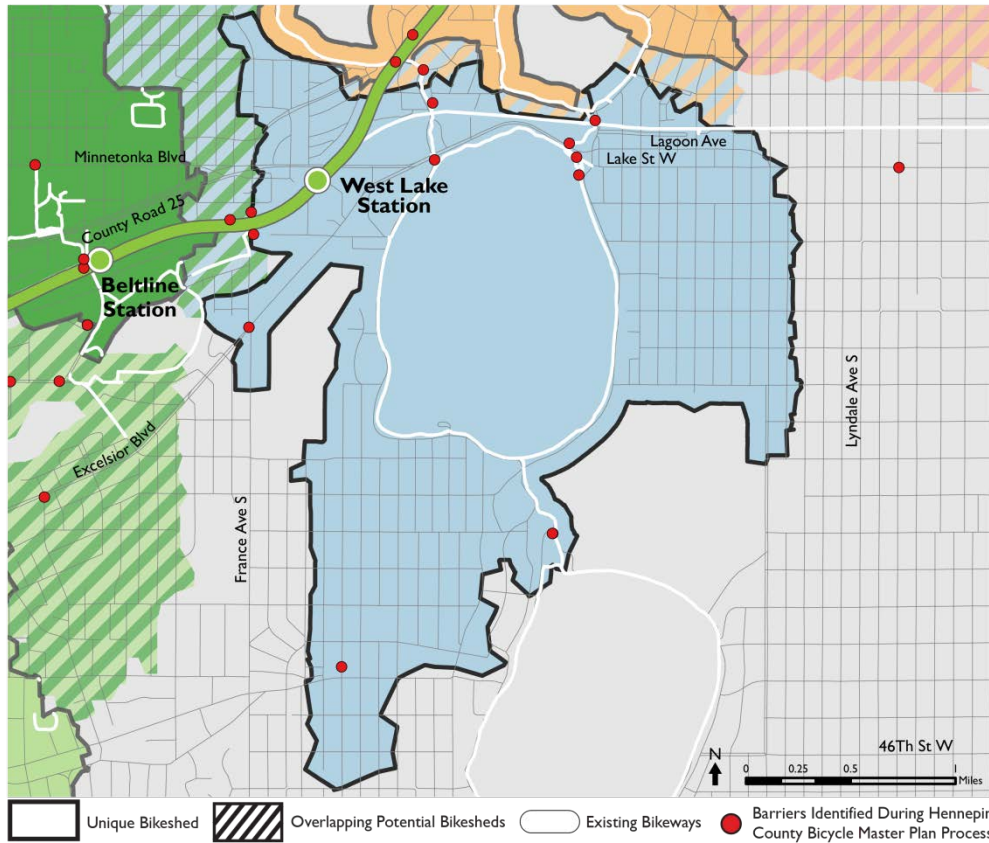 Minnetonka Blvd
County Road 25
West Lake
Station
Beltline
Station
Lagoon Ave
Lake St W
Excelsior Blvd
France Ave S
Lyndale Ave S
46Th St W
N
0 0.25 0.5 1
Miles
Unique Bikeshed
Overlapping Potential Bikesheds
Existing Bikeways
Barriers Identified During Hennepin
County Bicycle Master Plan Process